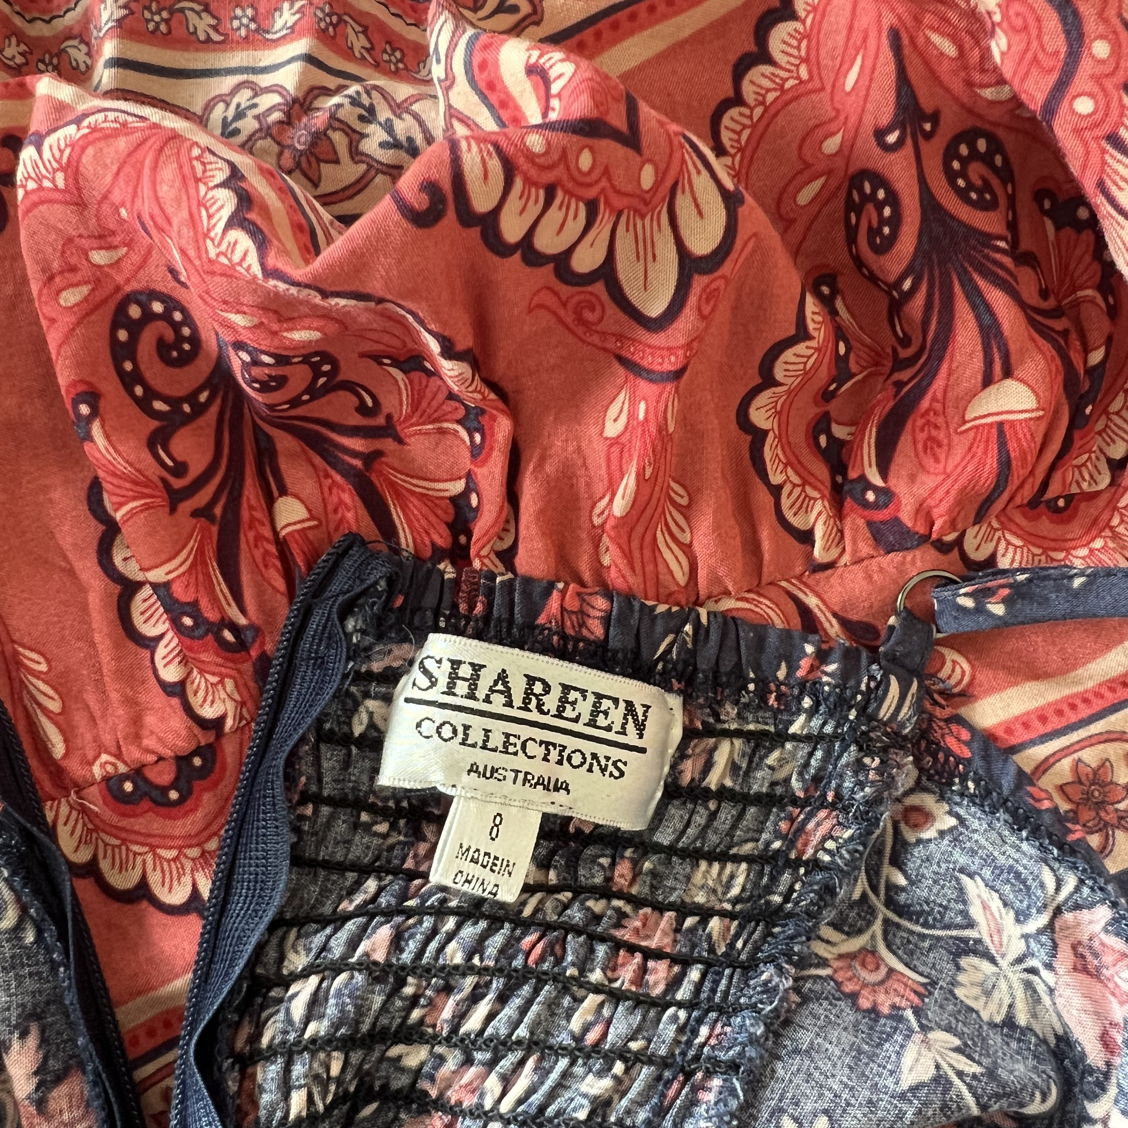 SHAREEN
COLLECTIONS
AUSTRALIA
8
MADE IN
CHINA